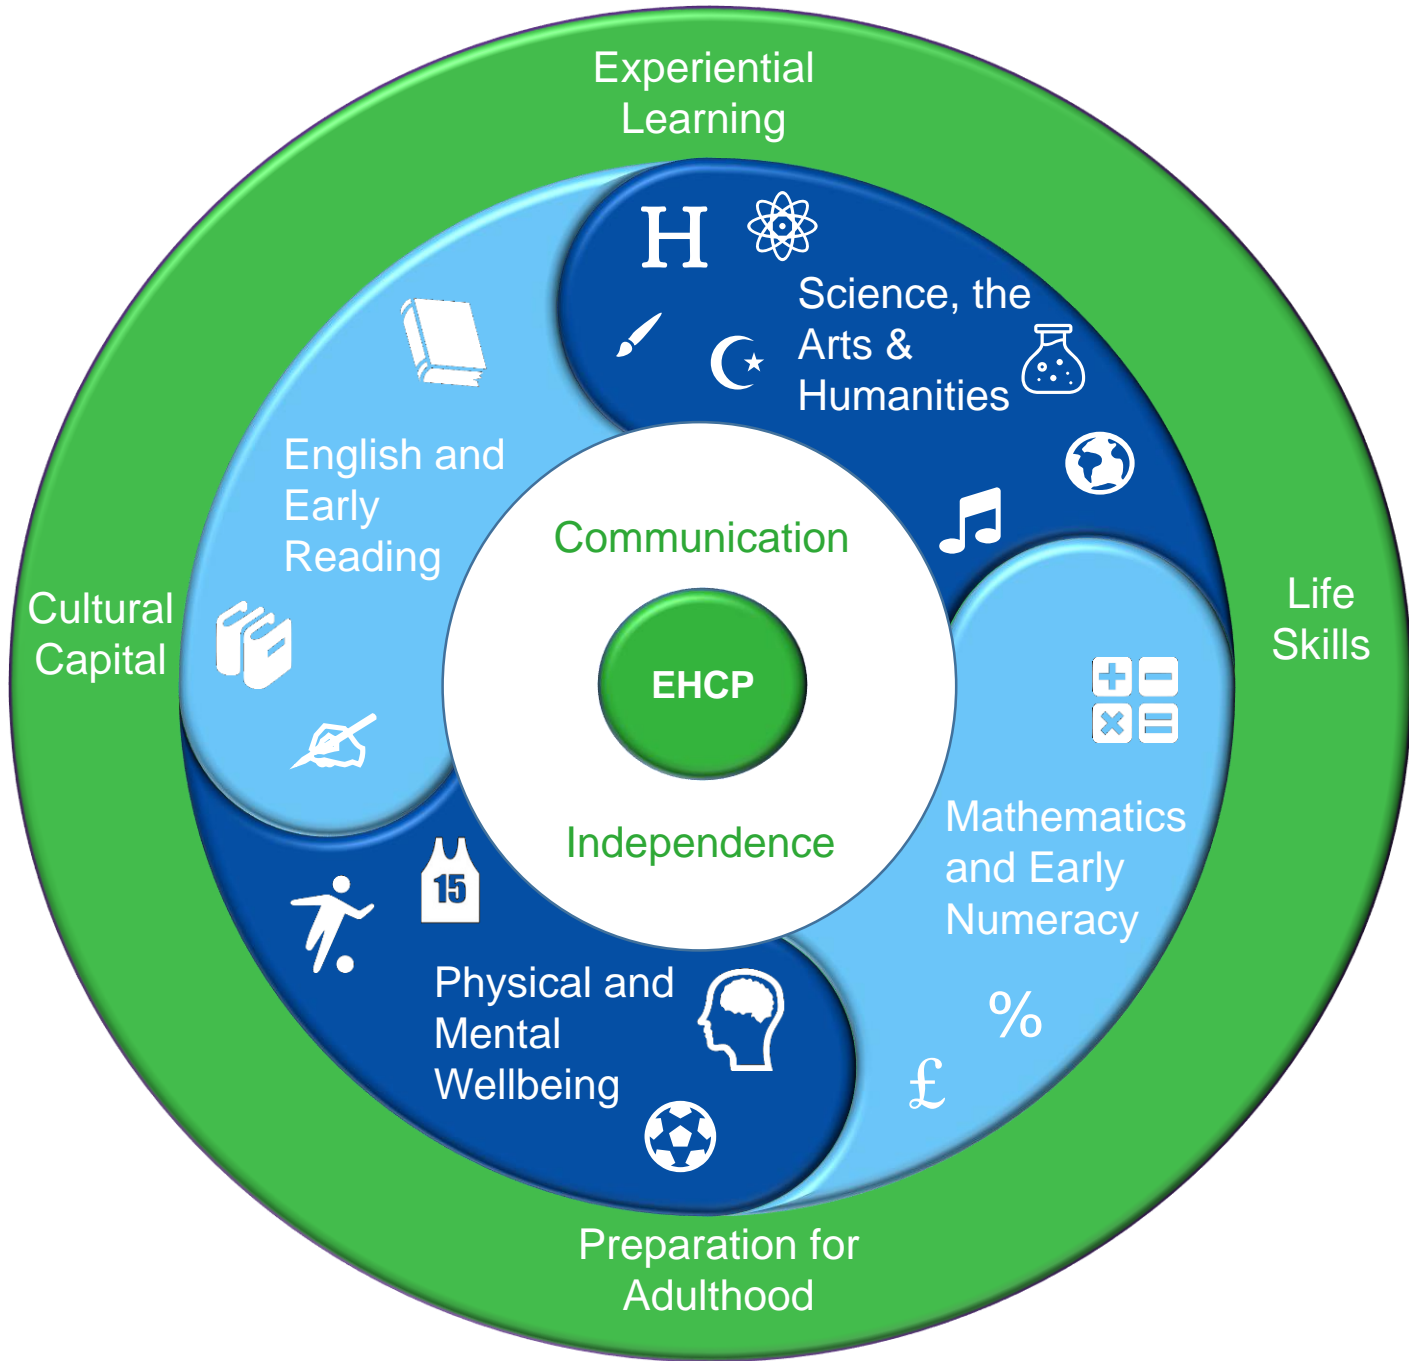 Experiential
Learning
H
Science, the
Arts &
Humanities
English and
Early
Reading
Communication
Cultural
Capital
Life
Skills
EHCP
+ −
× =
Independence
Mathematics
and Early
Numeracy
15
Physical and
Mental
Wellbeing
%
£
Preparation for
Adulthood